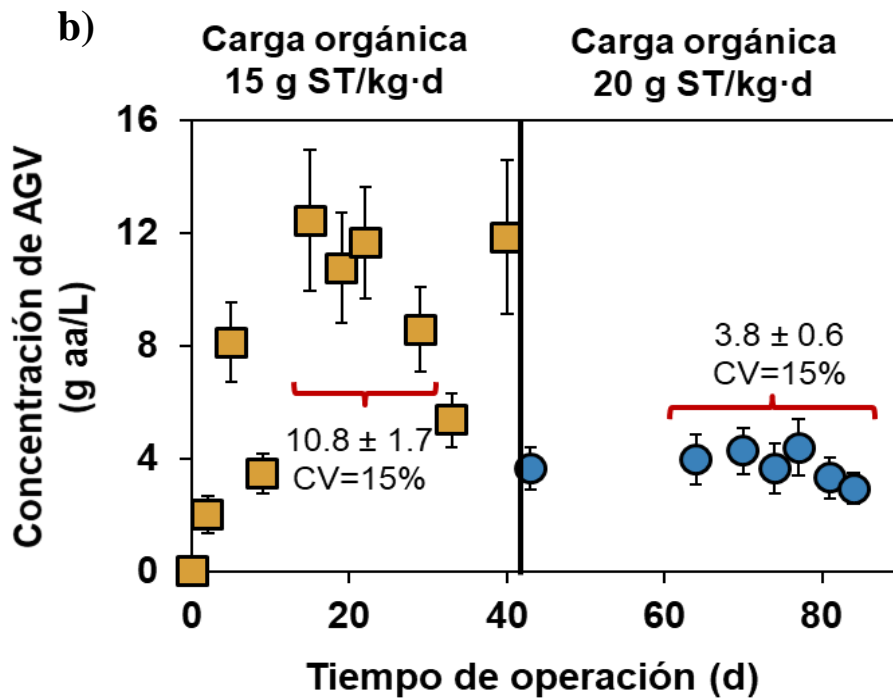 b)
Carga orgánica
15 g ST/kg·d
Carga orgánica
20 g ST/kg·d
Concentración de AGV
(g aa/L)
16
12
8
4
0
10.8 ± 1.7
CV=15%
3.8 ± 0.6
CV=15%
0
20
40
60
80
Tiempo de operación (d)